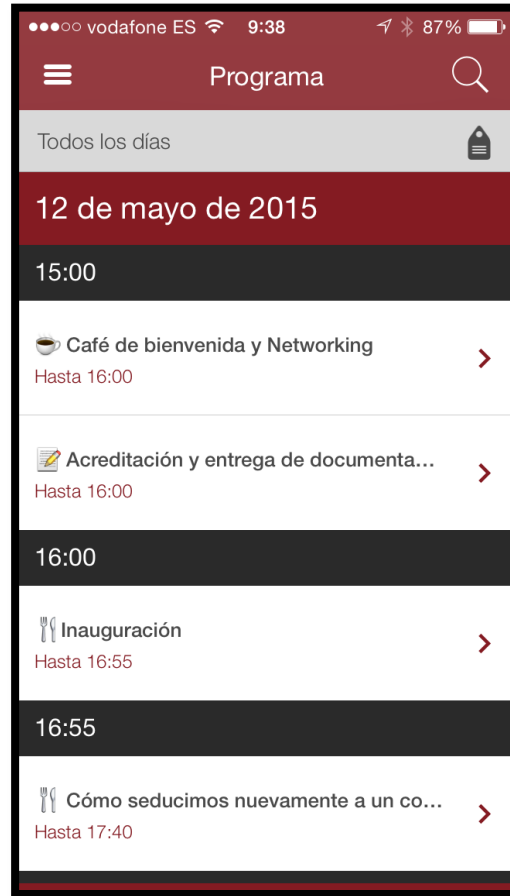 vodafone ES 9:38 87%
Programa
Todos los días
12 de mayo de 2015
15:00
Café de bienvenida y Networking
Hasta 16:00
Acreditación y entrega de documenta...
Hasta 16:00
16:00
Inauguración
Hasta 16:55
16:55
Cómo seducimos nuevamente a un co...
Hasta 17:40